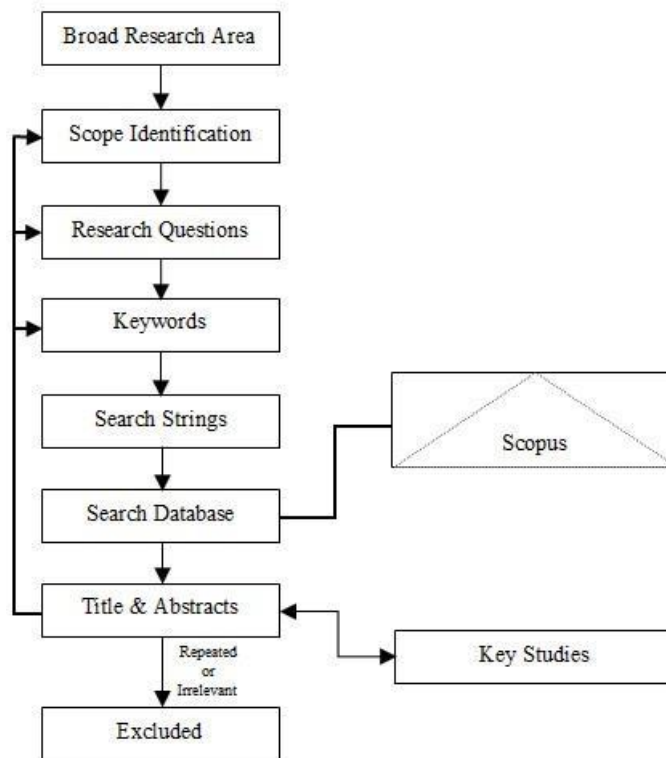 Broad Research Area
Scope Identification
Research Questions
Keywords
Search Strings
Scopus
Search Database
Title & Abstracts
Key Studies
Repeated
or
Irrelevant
Excluded